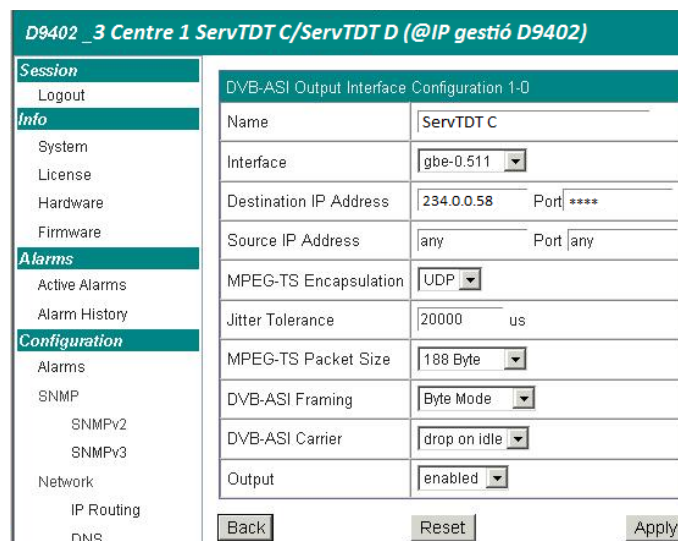 D9402 _3 Centre 1 ServTDT C/ServTDT D (@IP gestió D9402)
Session
Logout
Info
System
License
Hardware
Firmware
Alarms
Active Alarms
Alarm History
Configuration
Alarms
SNMP
SNMPv2
SNMPv3
Network
IP Routing
DNS
DVB-ASI Output Interface Configuration 1-0
Name ServTDT C
Interface gbe-0.511
Destination IP Address 234.0.0.58 Port ****
Source IP Address any Port any
MPEG-TS Encapsulation UDP
Jitter Tolerance 20000 us
MPEG-TS Packet Size 188 Byte
DVB-ASI Framing Byte Mode
DVB-ASI Carrier drop on idle
Output enabled
Back Reset Apply